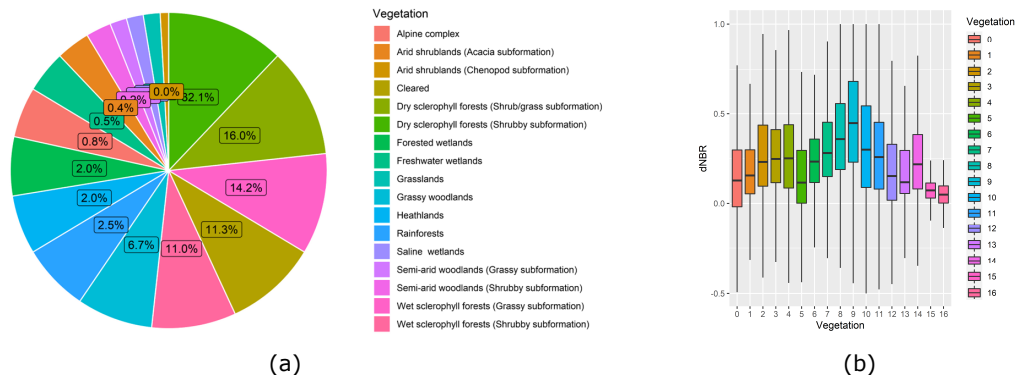 Vegetation
Alpine complex
Arid shrublands (Acacia subformation)
Arid shrublands (Chenopod subformation)
Cleared
Dry sclerophyll forests (Shrub/grass subformation)
Dry sclerophyll forests (Shrubby subformation)
Forested wetlands
Freshwater wetlands
Grasslands
Grassy woodlands
Heathlands
Rainforests
Saline wetlands
Semi-arid woodlands (Grassy subformation)
Semi-arid woodlands (Shrubby subformation)
Wet sclerophyll forests (Grassy subformation)
Wet sclerophyll forests (Shrubby subformation)
32.1%
16.0%
14.2%
11.3%
11.0%
6.7%
2.5%
2.0%
2.0%
0.8%
0.5%
0.4%
0.0%
(a)
dNBR
1.0
0.5
0.0
-0.5
0 1 2 3 4 5 6 7 8 9 10 11 12 13 14 15 16
Vegetation
Vegetation
0
1
2
3
4
5
6
7
8
9
10
11
12
13
14
15
16
(b)